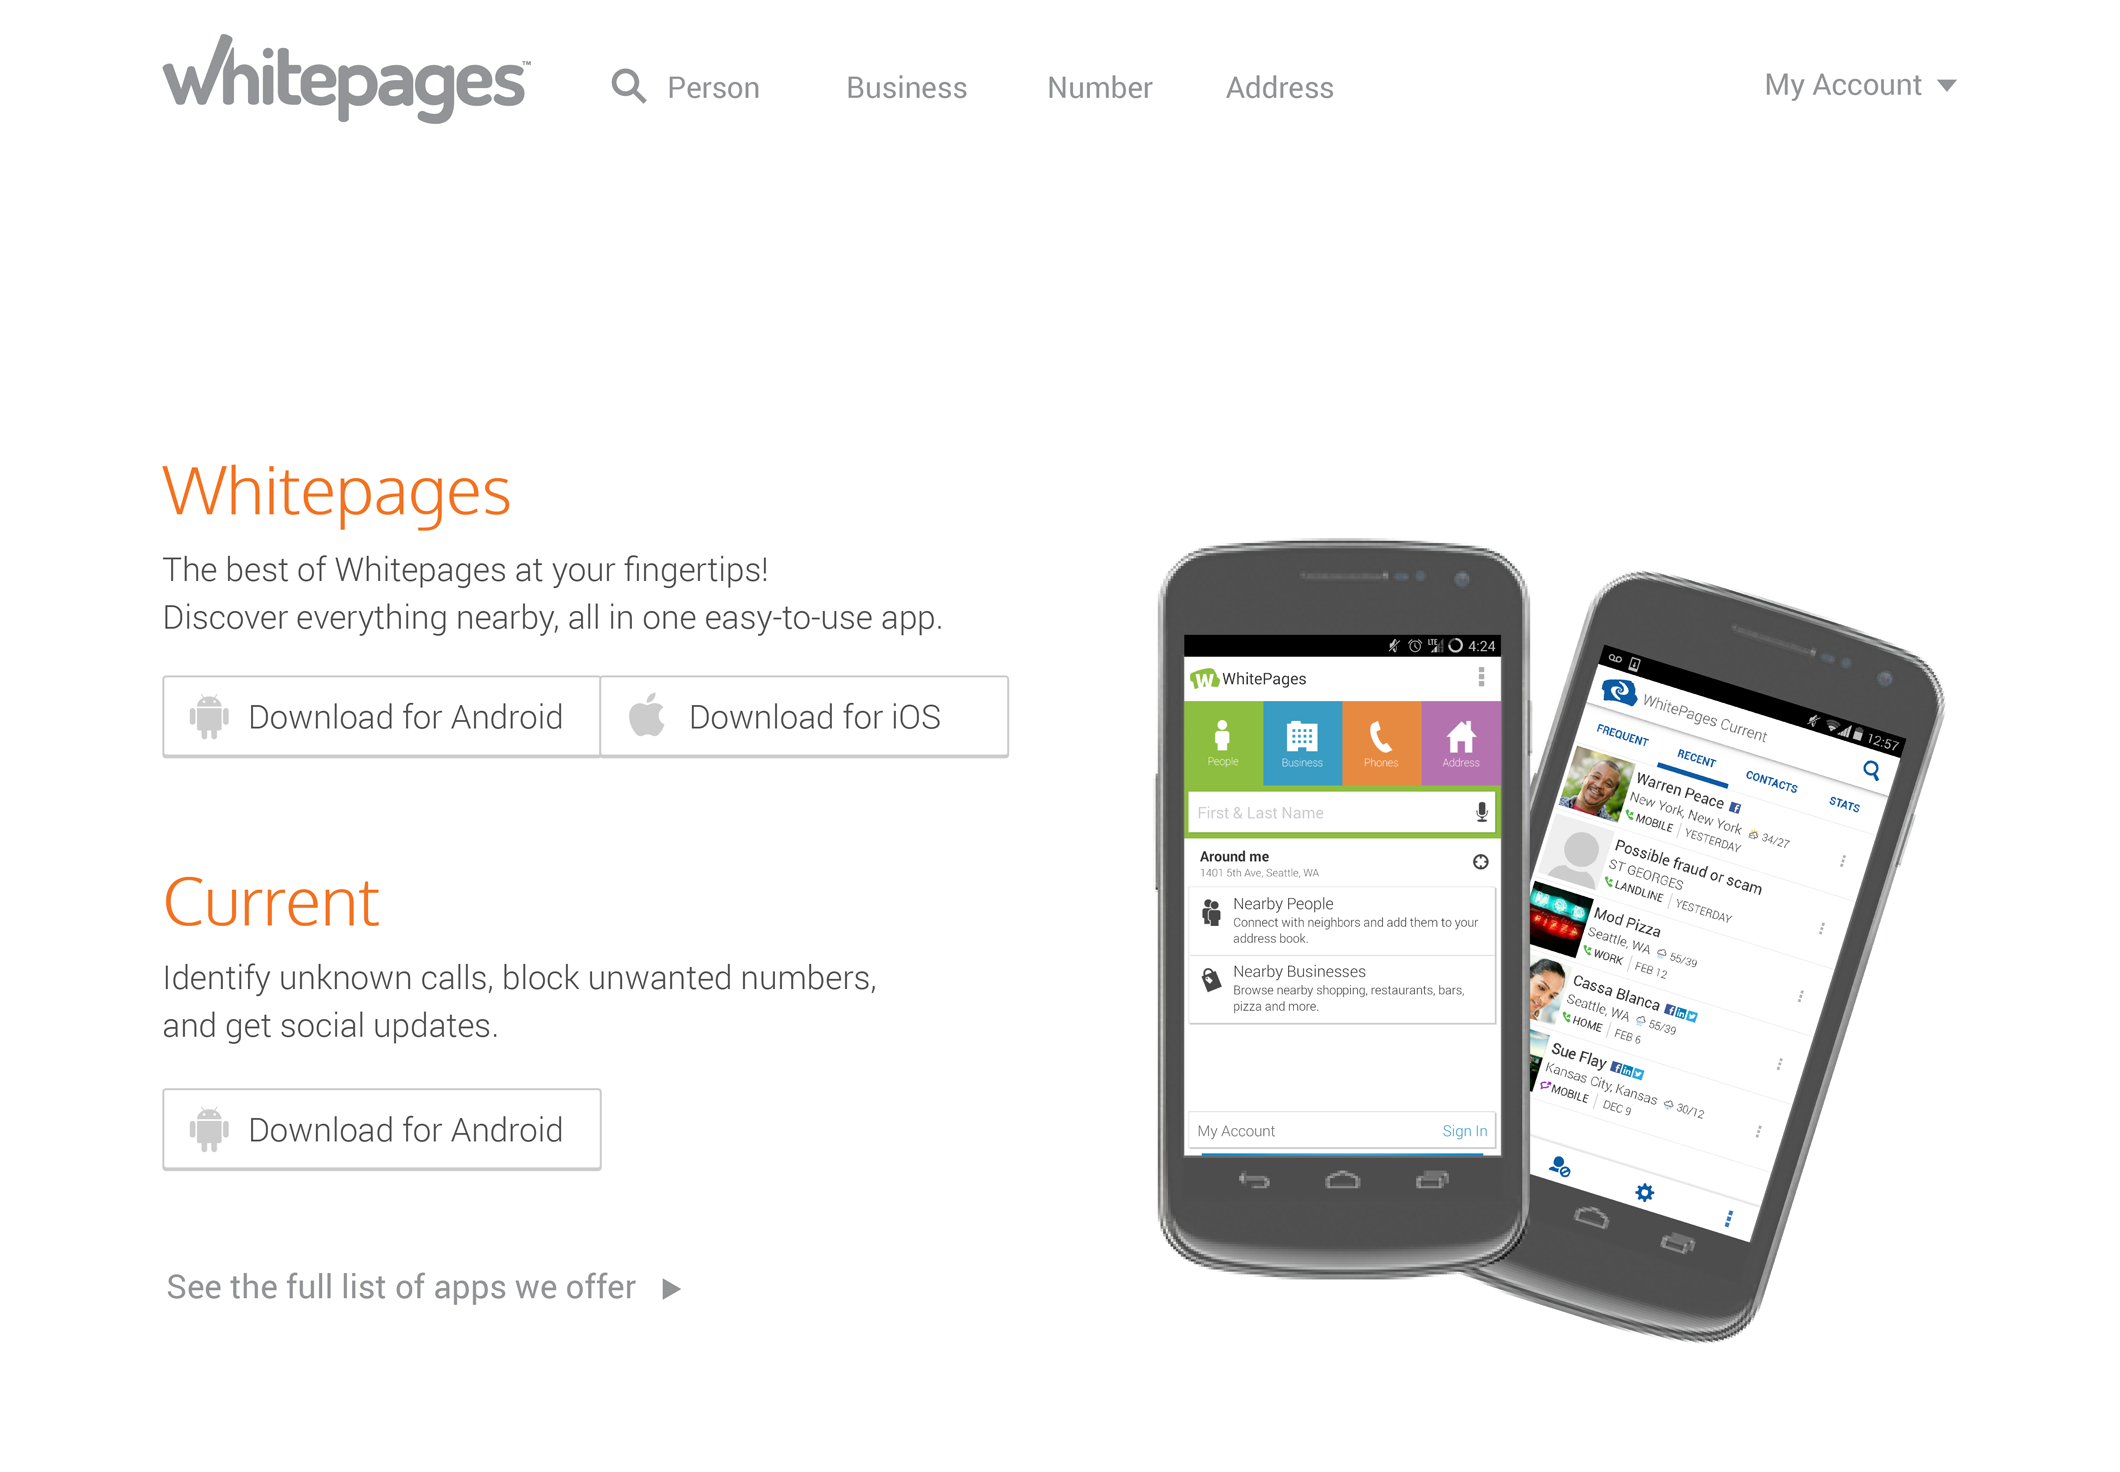 whitepages™
Person
Business
Number
Address
My Account
Whitepages
The best of Whitepages at your fingertips!
Discover everything nearby, all in one easy-to-use app.
Download for Android
Download for iOS
Current
Identify unknown calls, block unwanted numbers,
and get social updates.
Download for Android
See the full list of apps we offer
LTE 4:24
W WhitePages
People
Business
Phones
Address
First & Last Name
Around me
1401 5th Ave, Seattle, WA
Nearby People
Connect with neighbors and add them to your
address book.
Nearby Businesses
Browse nearby shopping, restaurants, bars,
pizza and more.
My Account
Sign In
12:57
WhitePages Current
FREQUENT
RECENT
CONTACTS
STATS
Warren Peace f
New York, New York 34/27
MOBILE | YESTERDAY
Possible fraud or scam
ST GEORGES
LANDLINE | YESTERDAY
MOD
PIZZA
Mod Pizza
Seattle, WA 55/39
WORK | FEB 12
Cassa Blanca f in
Seattle, WA 55/39
HOME | FEB 6
Sue Flay f in
Kansas City, Kansas 30/12
MOBILE | DEC 9